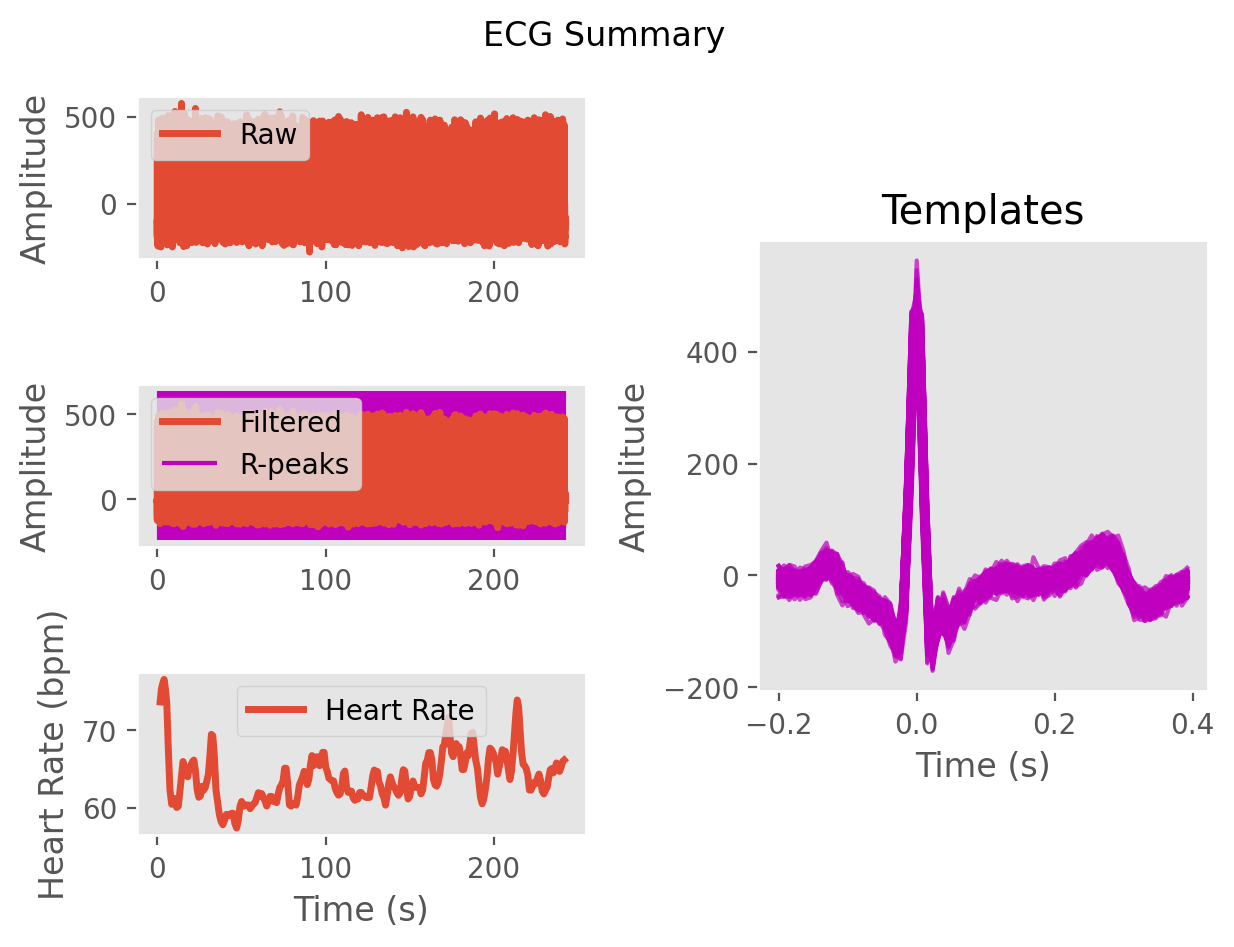 ECG Summary
Amplitude
500
0
Raw
0
100
200
Amplitude
500
0
Filtered
R-peaks
0
100
200
Heart Rate (bpm)
70
60
Heart Rate
0
100
200
Time (s)
Templates
Amplitude
400
200
0
−200
−0.2
0.0
0.2
0.4
Time (s)